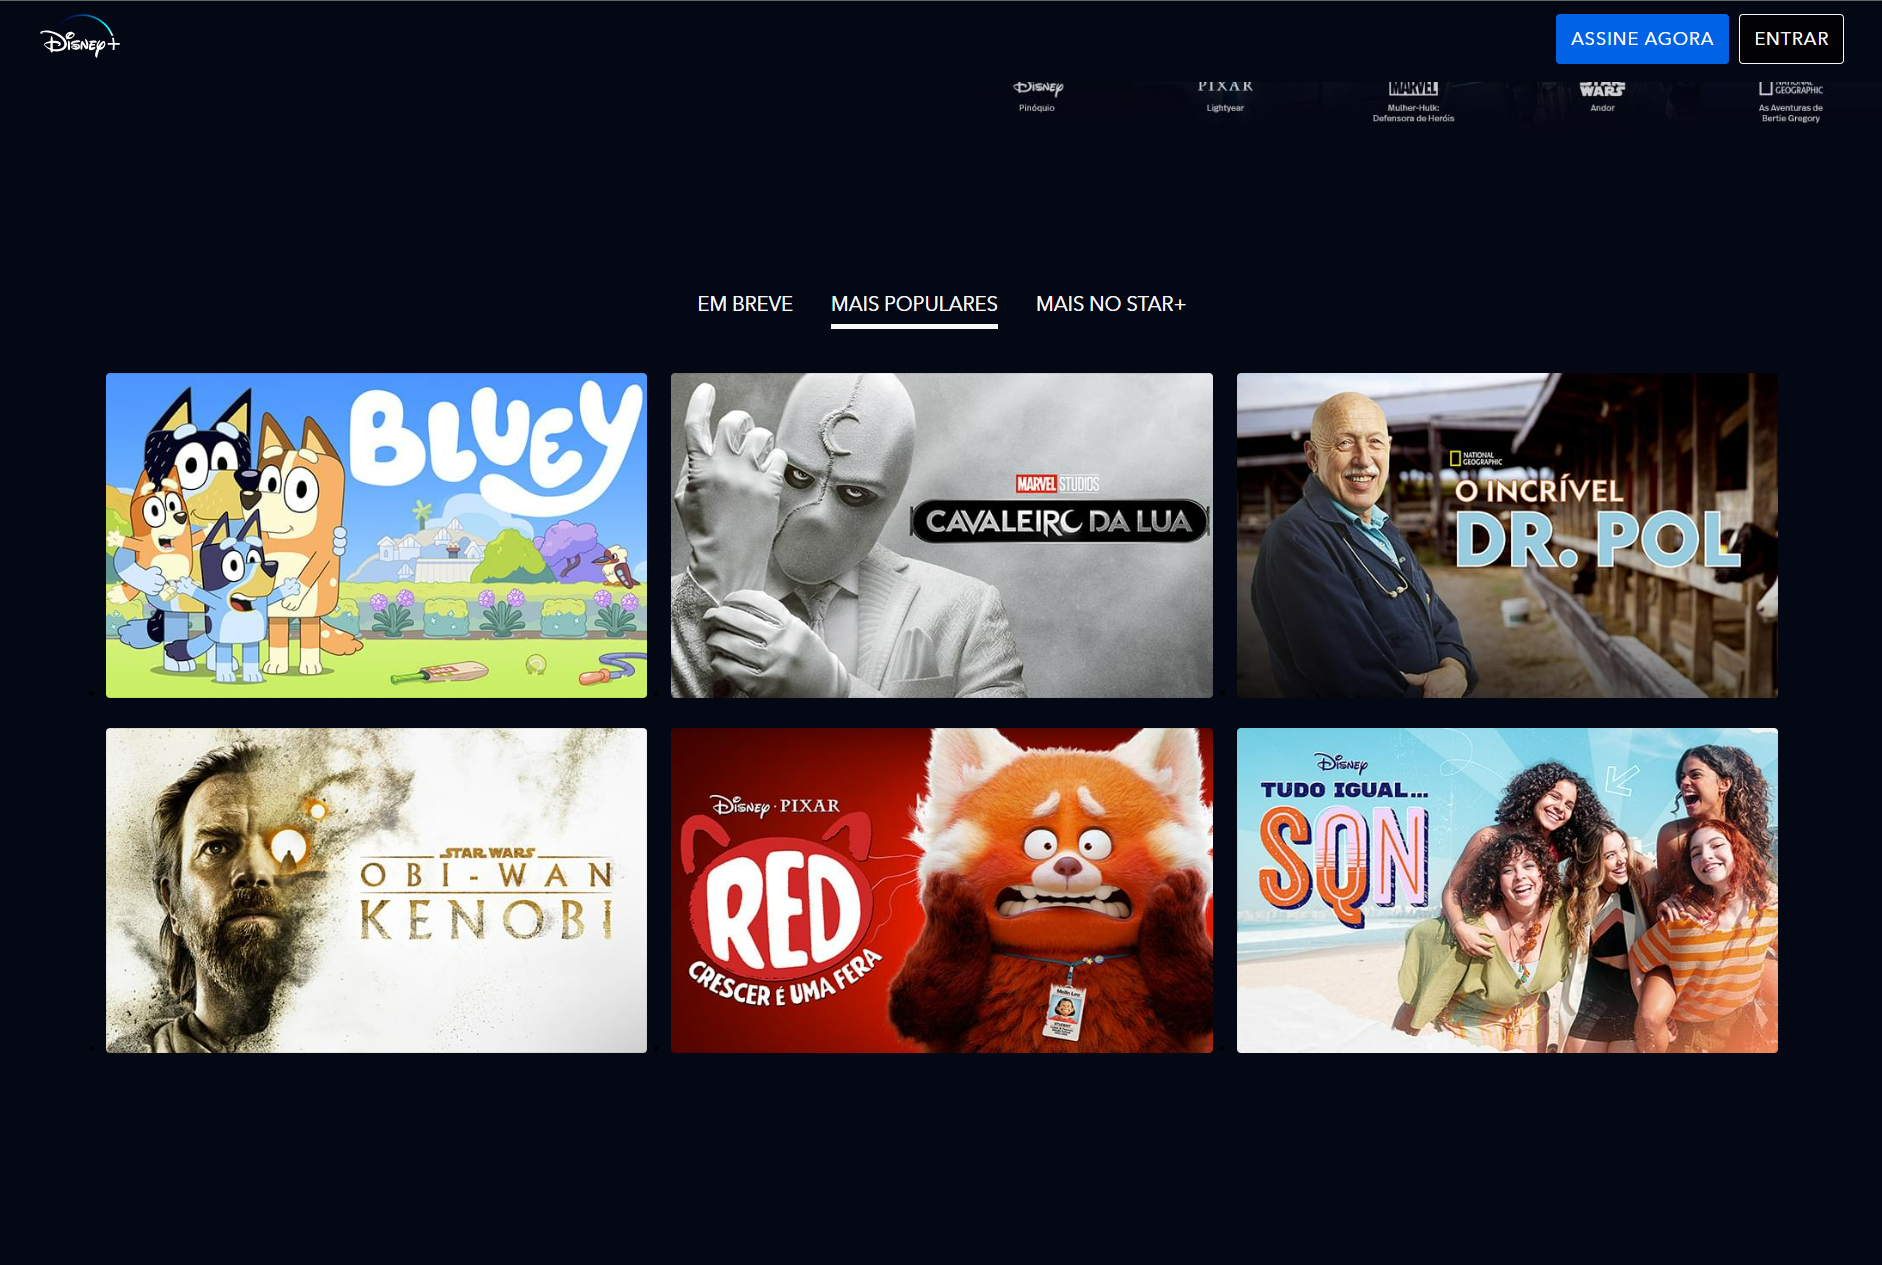 Disney+
ASSINE AGORA
ENTRAR
Disney
Pinóquio
PIXAR
Lightyear
MARVEL
Mulher-Hulk:
Defensora de Heróis
STAR
WARS
Andor
NATIONAL
GEOGRAPHIC
As Aventuras de
Bertie Gregory
EM BREVE
MAIS POPULARES
MAIS NO STAR+
BLUEY
MARVEL STUDIOS
CAVALEIRO DA LUA
NATIONAL
GEOGRAPHIC
O INCRÍVEL
DR. POL
STAR WARS
OBI-WAN
KENOBI
Disney · PIXAR
RED
CRESCER É UMA FERA
Meilin Lee
STUDENT
Disney
TUDO IGUAL...
SQN